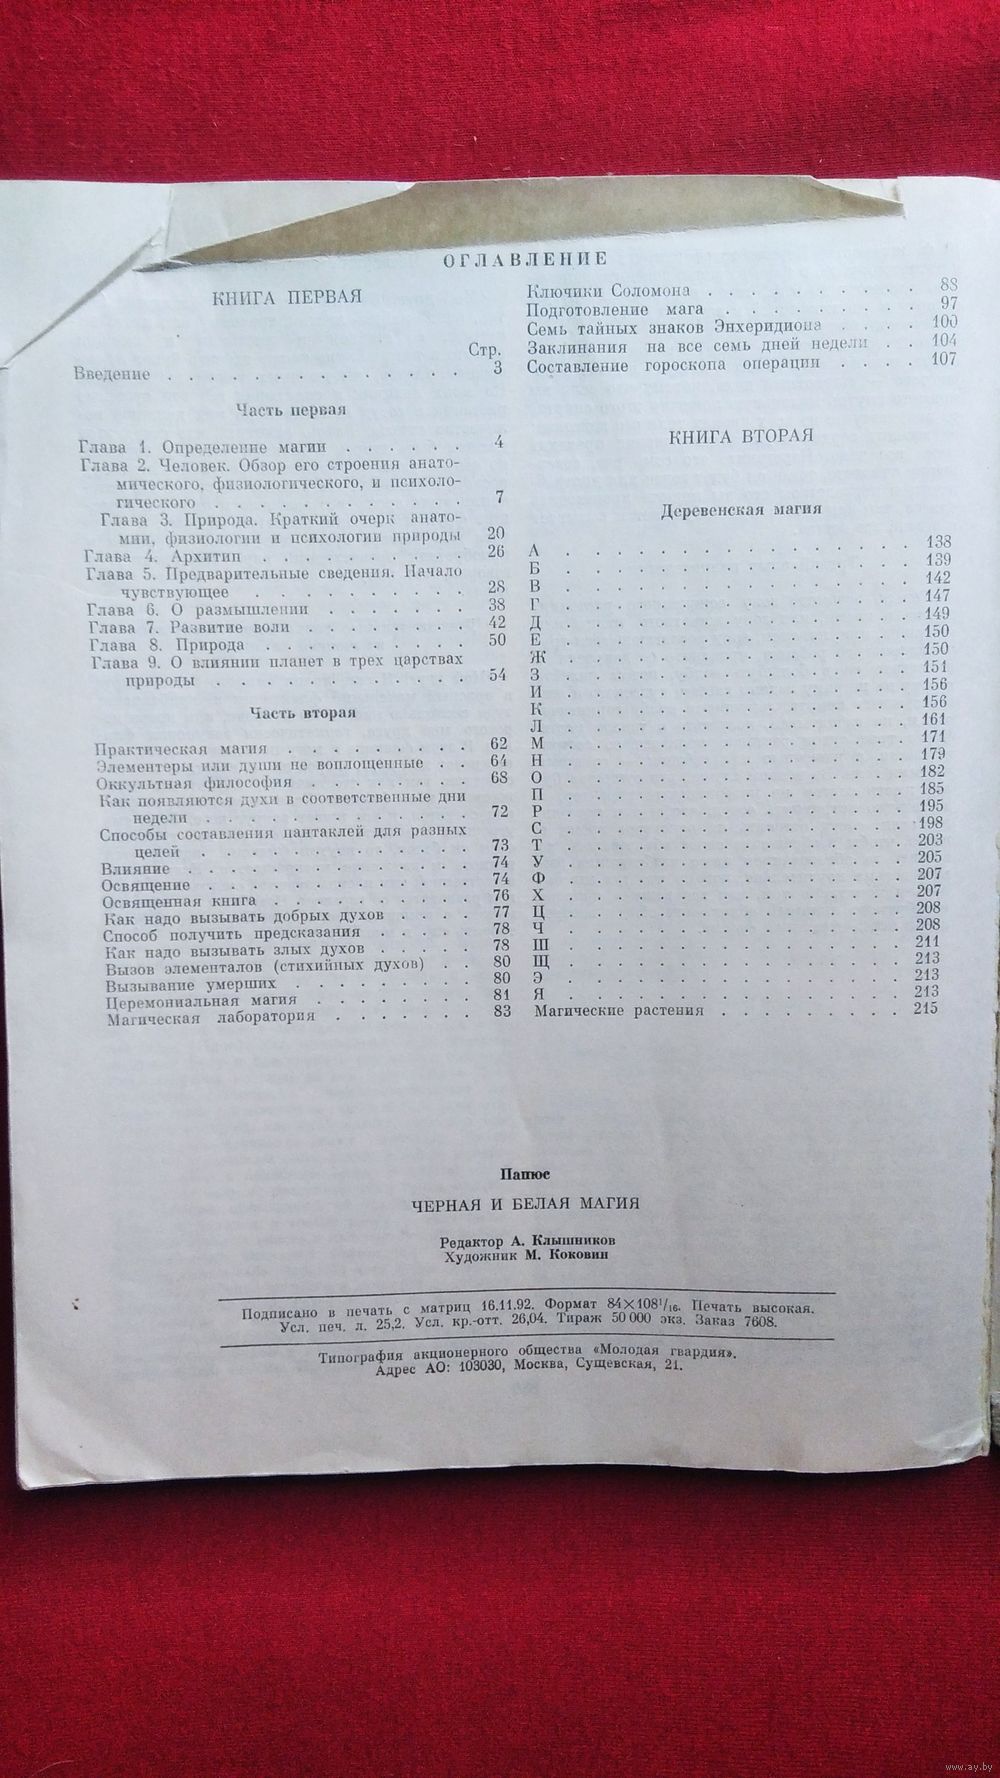 ОГЛАВЛЕНИЕ
КНИГА ПЕРВАЯ
Стр.
Введение . . . . . . . . . . . . . 3
Часть первая
Глава 1. Определение магии . . . . . . 4
Глава 2. Человек. Обзор его строения анато-
мического, физиологического, и психоло-
гического . . . . . . . . . . . 7
Глава 3. Природа. Краткий очерк анато-
мии, физиологии и психологии природы 20
Глава 4. Архитип . . . . . . . . . 26
Глава 5. Предварительные сведения. Начало
чувствующее . . . . . . . . . . 28
Глава 6. О размышлении . . . . . . . 38
Глава 7. Развитие воли . . . . . . . . 42
Глава 8. Природа . . . . . . . . . 50
Глава 9. О влиянии планет в трех царствах
природы . . . . . . . . . . . . 54
Часть вторая
Практическая магия . . . . . . . . . 62
Элементеры или души не воплощенные . . 64
Оккультная философия . . . . . . . . 68
Как появляются духи в соответственные дни
недели . . . . . . . . . . . . 72
Способы составления пантаклей для разных
целей . . . . . . . . . . . . 73
Влияние . . . . . . . . . . . . . 74
Освящение . . . . . . . . . . . . 74
Освященная книга . . . . . . . . . . 76
Как надо вызывать добрых духов . . . . 77
Способ получить предсказания . . . . . 78
Как надо вызывать злых духов . . . . . 78
Вызов элементалов (стихийных духов) . . 80
Вызывание умерших . . . . . . . . . 80
Церемониальная магия . . . . . . . . 81
Магическая лаборатория . . . . . . . 83
Ключики Соломона . . . . . . . . . . 88
Подготовление мага . . . . . . . . . 97
Семь тайных знаков Энхеридиона . . . . 100
Заклинания на все семь дней недели . . 104
Составление гороскопа операции . . . . 107
КНИГА ВТОРАЯ
Деревенская магия
А . . . . . . . . . . . . . . . . 138
Б . . . . . . . . . . . . . . . . 139
В . . . . . . . . . . . . . . . . 142
Г . . . . . . . . . . . . . . . . 147
Д . . . . . . . . . . . . . . . . 149
Е . . . . . . . . . . . . . . . . 150
Ж . . . . . . . . . . . . . . . . 150
З . . . . . . . . . . . . . . . . 151
И . . . . . . . . . . . . . . . . 156
К . . . . . . . . . . . . . . . . 156
Л . . . . . . . . . . . . . . . . 161
М . . . . . . . . . . . . . . . . 171
Н . . . . . . . . . . . . . . . . 179
О . . . . . . . . . . . . . . . . 182
П . . . . . . . . . . . . . . . . 185
Р . . . . . . . . . . . . . . . . 195
С . . . . . . . . . . . . . . . . 198
Т . . . . . . . . . . . . . . . . 203
У . . . . . . . . . . . . . . . . 205
Ф . . . . . . . . . . . . . . . . 207
Х . . . . . . . . . . . . . . . . 207
Ц . . . . . . . . . . . . . . . . 208
Ч . . . . . . . . . . . . . . . . 208
Ш . . . . . . . . . . . . . . . . 211
Щ . . . . . . . . . . . . . . . . 213
Э . . . . . . . . . . . . . . . . 213
Я . . . . . . . . . . . . . . . . 213
Магические растения . . . . . . . . . 215
Папюс
ЧЕРНАЯ И БЕЛАЯ МАГИЯ
Редактор А. Клышников
Художник М. Коковин
Подписано в печать с матриц 16.11.92. Формат 84×108¹/₁₆. Печать высокая.
Усл. печ. л. 25,2. Усл. кр.-отт. 26,04. Тираж 50 000 экз. Заказ 7608.
Типография акционерного общества «Молодая гвардия».
Адрес АО: 103030, Москва, Сущевская, 21.
www.ay.by